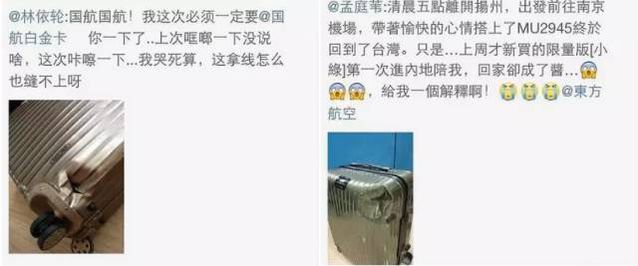 @林依轮:国航国航!我这次必须一定要@国
航白金卡 你一下了..上次哐啷一下没说
啥,这次咔嚓一下...我哭死算,这拿线怎么
也缝不上呀
@孟庭苇:清晨五點離開揚州,出發前往南京
機場,帶著愉快的心情搭上了MU2945終於
回到了台灣。只是...上周才新買的限量版[小
綠]第一次進內地陪我,回家卻成了醬...😱
😱😱,給我一個解釋啊!😭😭😭@東方
航空